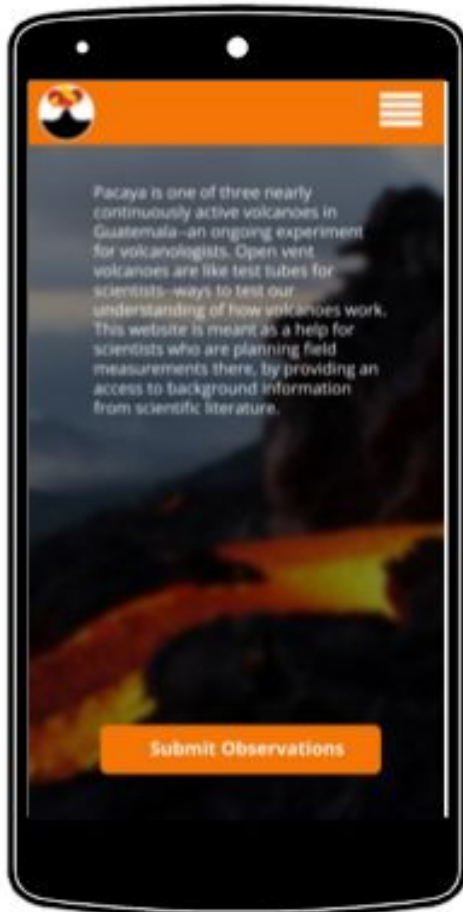 Pacaya is one of three nearly
continuously active volcanoes in
Guatemala--an ongoing experiment
for volcanologists. Open vent
volcanoes are like test tubes for
scientists--ways to test our
understanding of how volcanoes work.
This website is meant as a help for
scientists who are planning field
measurements there, by providing an
access to background information
from scientific literature.
Submit Observations